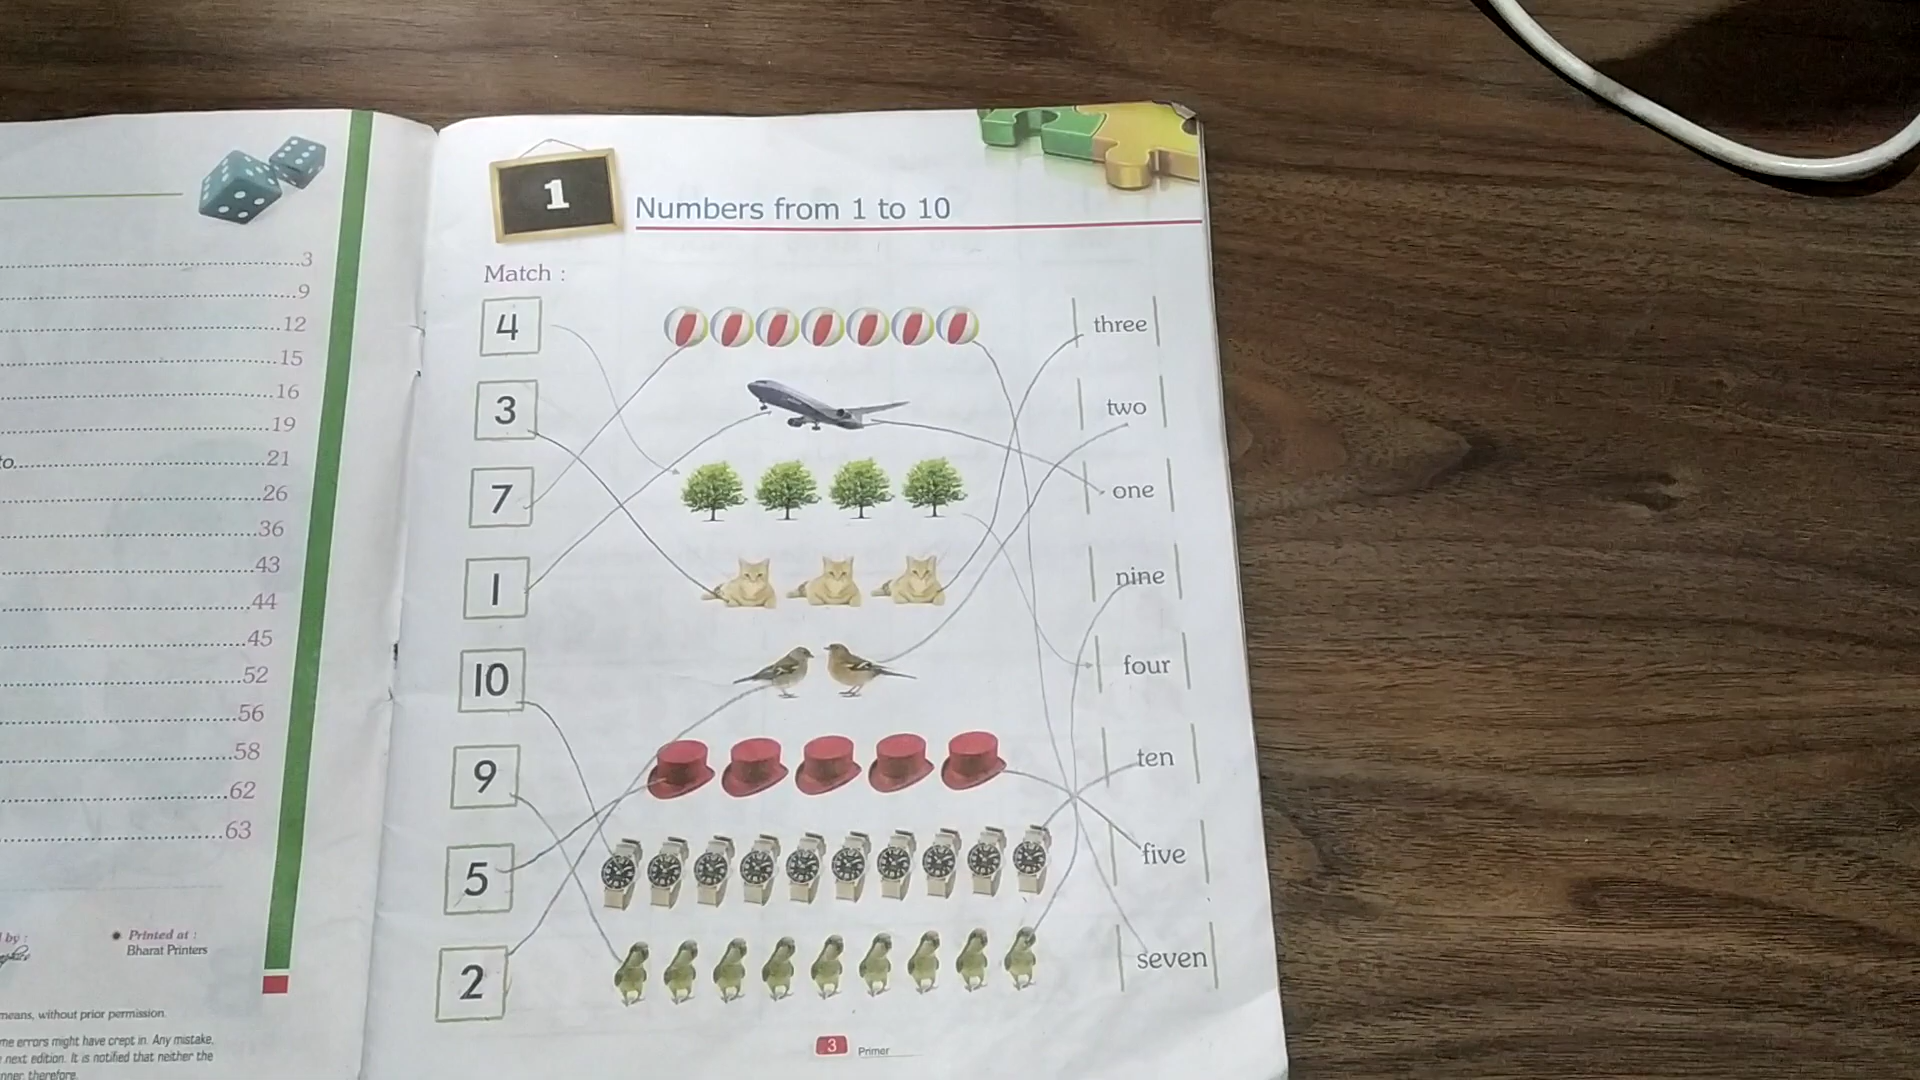 ...............3
...............9
...............12
...............15
...............16
...............19
to...............21
...............26
...............36
...............43
...............44
...............45
...............52
...............56
...............58
...............62
...............63
by :
Printed at :
Bharat Printers
means, without prior permission.
me errors might have crept in. Any mistake,
next edition. It is notified that neither the
therefore.
1
Numbers from 1 to 10
Match :
4
three
3
two
7
one
1
nine
10
four
9
ten
5
five
2
seven
3
Primer